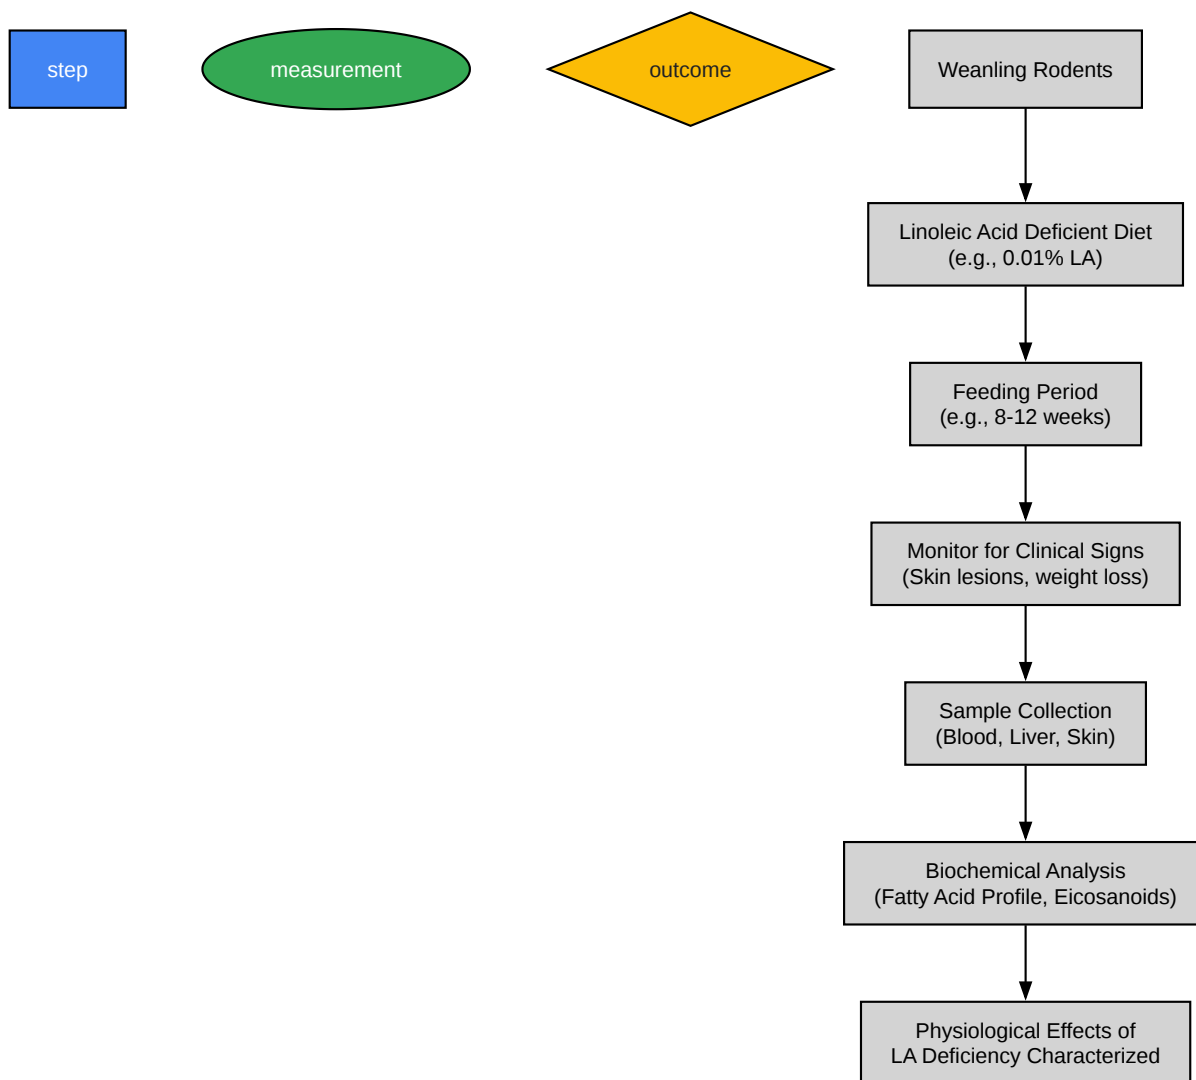 step
measurement
outcome
Weanling Rodents
Linoleic Acid Deficient Diet
(e.g., 0.01% LA)
Feeding Period
(e.g., 8-12 weeks)
Monitor for Clinical Signs
(Skin lesions, weight loss)
Sample Collection
(Blood, Liver, Skin)
Biochemical Analysis
(Fatty Acid Profile, Eicosanoids)
Physiological Effects of
LA Deficiency Characterized